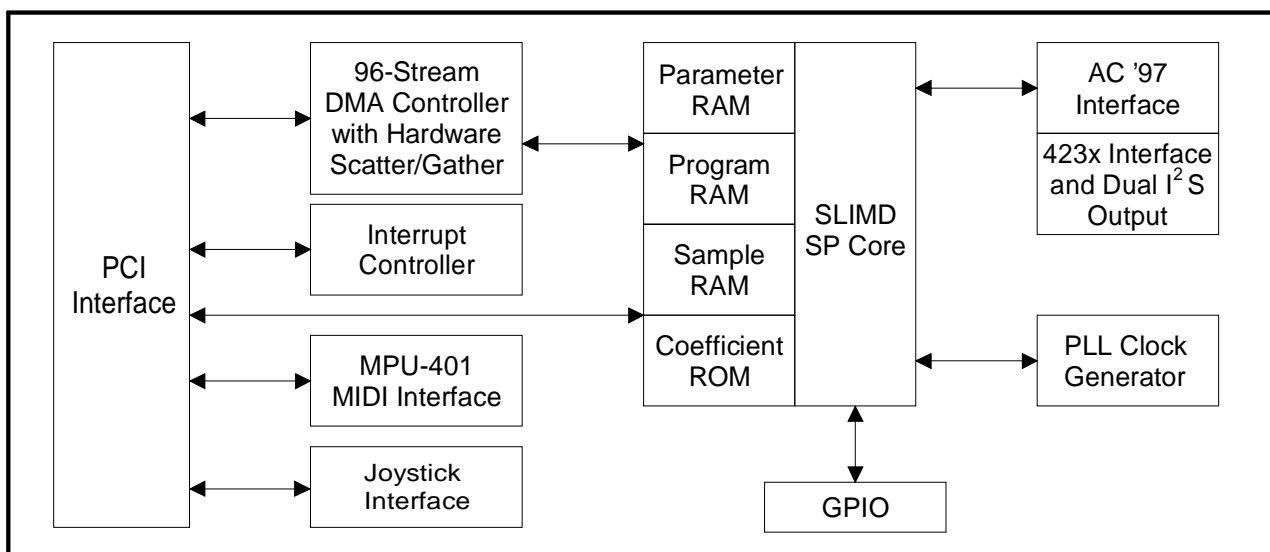 PCI
Interface
96-Stream
DMA Controller
with Hardware
Scatter/Gather
Interrupt
Controller
MPU-401
MIDI Interface
Joystick
Interface
Parameter
RAM
Program
RAM
Sample
RAM
Coefficient
ROM
SLIMD
SP Core
AC ’97
Interface
423x Interface
and Dual I² S
Output
PLL Clock
Generator
GPIO